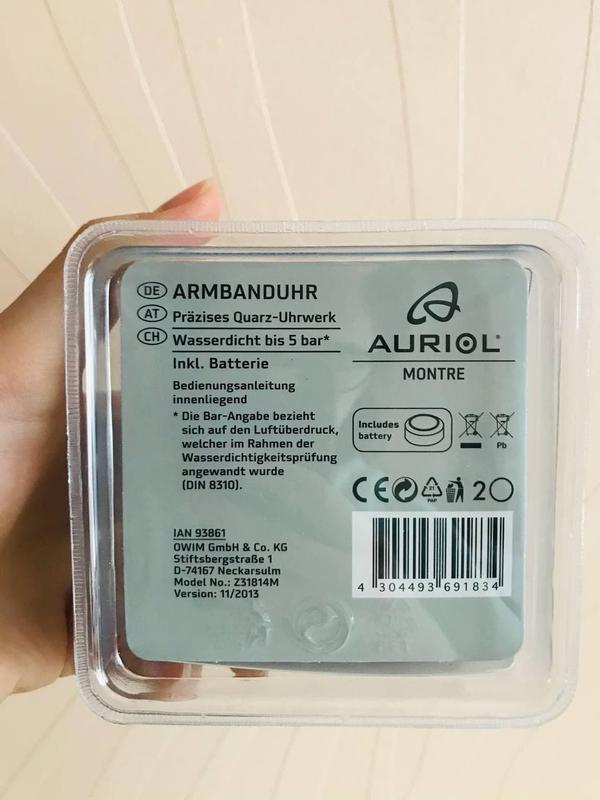 DE ARMBANDUHR
AT Präzises Quarz-Uhrwerk
CH Wasserdicht bis 5 bar*
Inkl. Batterie
Bedienungsanleitung
innenliegend
* Die Bar-Angabe bezieht
sich auf den Luftüberdruck,
welcher im Rahmen der
Wasserdichtigkeitsprüfung
angewandt wurde
(DIN 8310).
IAN 93861
OWIM GmbH & Co. KG
Stiftsbergstraße 1
D-74167 Neckarsulm
Model No.: Z31814M
Version: 11/2013
AURIOL®
MONTRE
Includes
battery
Pb
CE 21 PAP 2
4 304493 691834